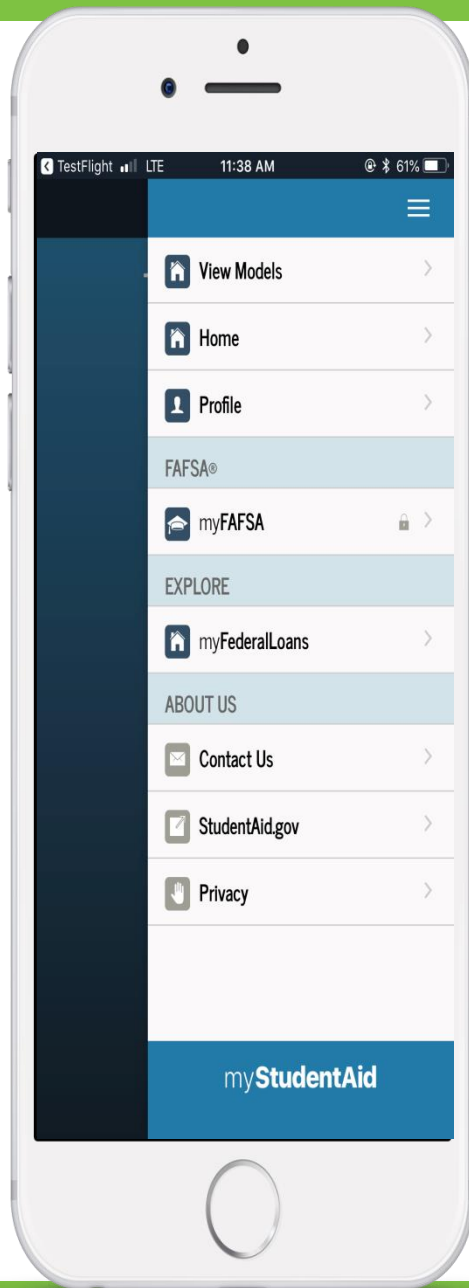 TestFlight LTE 11:38 AM 61%
View Models
Home
Profile
FAFSA®
myFAFSA
EXPLORE
myFederalLoans
ABOUT US
Contact Us
StudentAid.gov
Privacy
myStudentAid